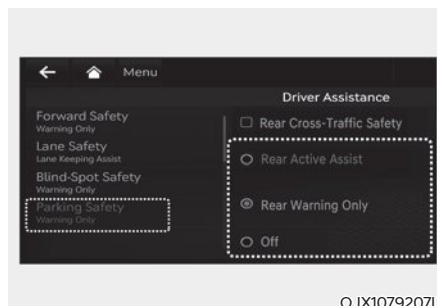 Menu
Driver Assistance
Forward Safety
Warning Only
Lane Safety
Lane Keeping Assist
Blind-Spot Safety
Warning Only
Parking Safety
Warning Only
Rear Cross-Traffic Safety
Rear Active Assist
Rear Warning Only
Off
OJX1079207L